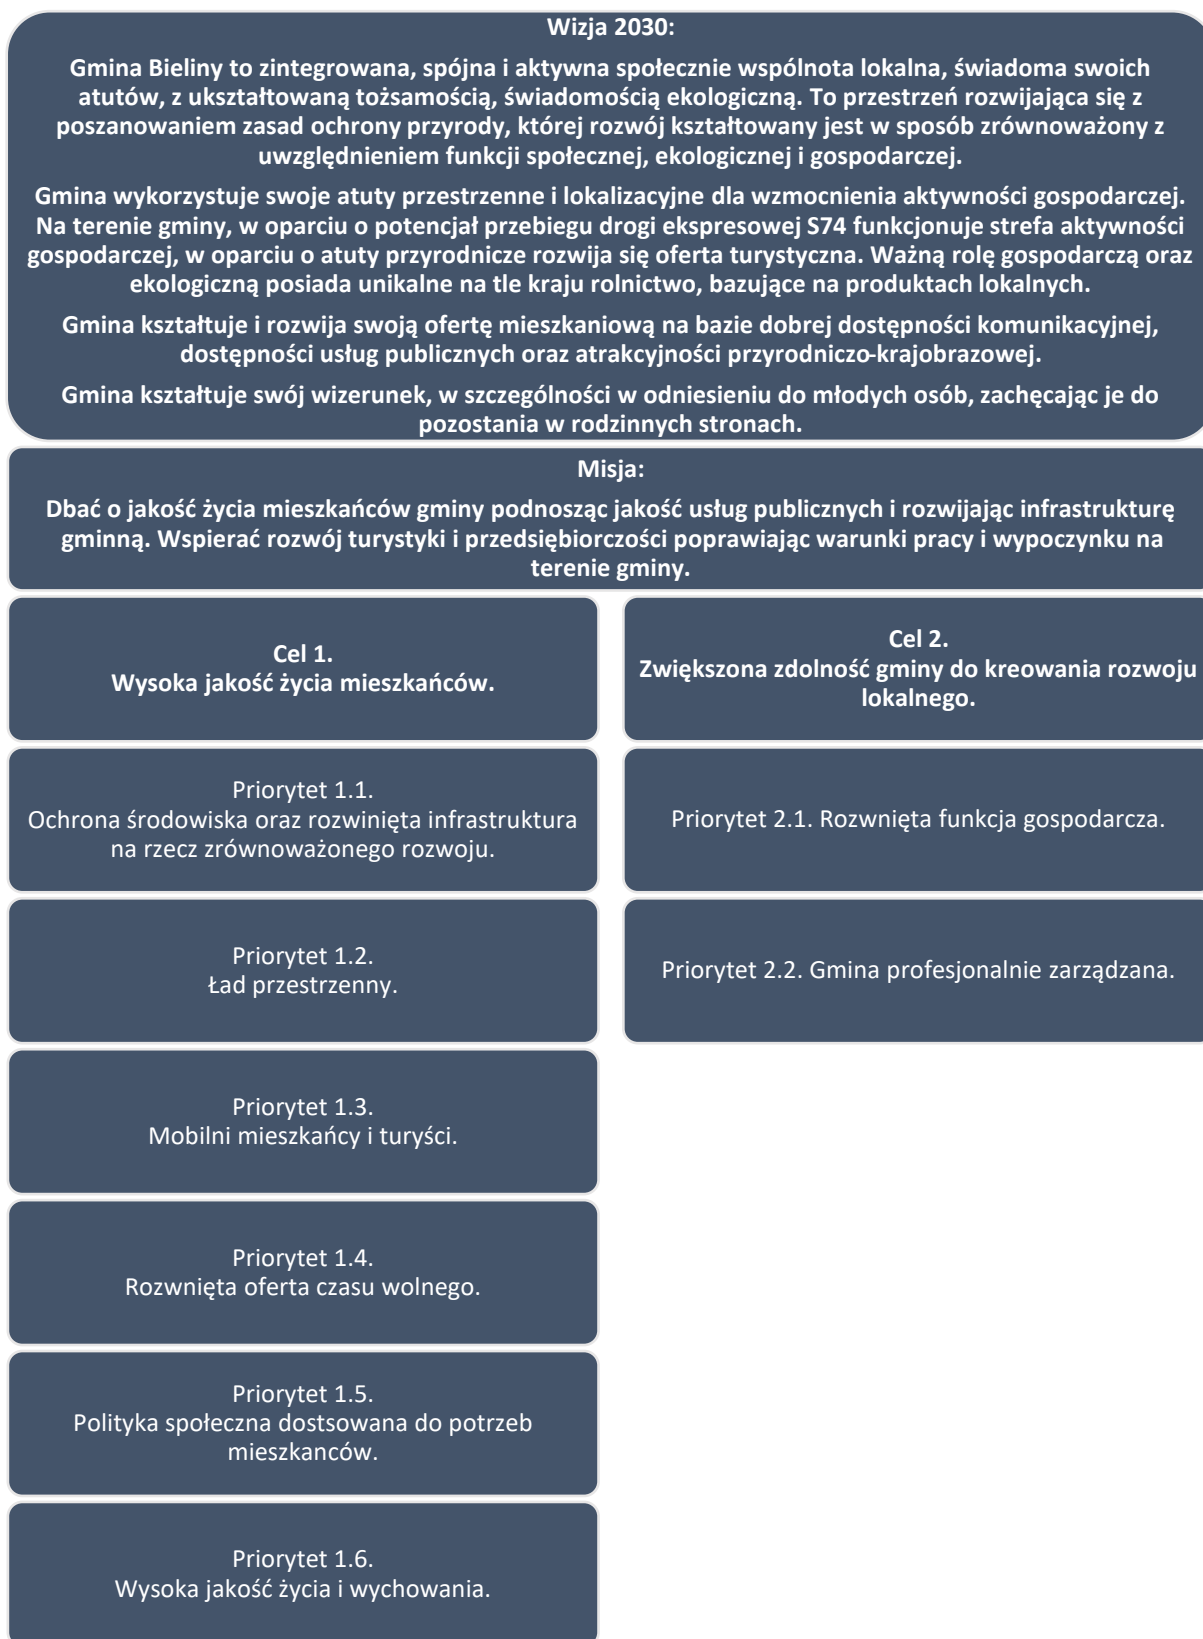 Wizja 2030:
Gmina Bieliny to zintegrowana, spójna i aktywna społecznie wspólnota lokalna, świadoma swoich
atutów, z ukształtowaną tożsamością, świadomością ekologiczną. To przestrzeń rozwijająca się z
poszanowaniem zasad ochrony przyrody, której rozwój kształtowany jest w sposób zrównoważony z
uwzględnieniem funkcji społecznej, ekologicznej i gospodarczej.
Gmina wykorzystuje swoje atuty przestrzenne i lokalizacyjne dla wzmocnienia aktywności gospodarczej.
Na terenie gminy, w oparciu o potencjał przebiegu drogi ekspresowej S74 funkcjonuje strefa aktywności
gospodarczej, w oparciu o atuty przyrodnicze rozwija się oferta turystyczna. Ważną rolę gospodarczą oraz
ekologiczną posiada unikalne na tle kraju rolnictwo, bazujące na produktach lokalnych.
Gmina kształtuje i rozwija swoją ofertę mieszkaniową na bazie dobrej dostępności komunikacyjnej,
dostępności usług publicznych oraz atrakcyjności przyrodniczo-krajobrazowej.
Gmina kształtuje swój wizerunek, w szczególności w odniesieniu do młodych osób, zachęcając je do
pozostania w rodzinnych stronach.
Misja:
Dbać o jakość życia mieszkańców gminy podnosząc jakość usług publicznych i rozwijając infrastrukturę
gminną. Wspierać rozwój turystyki i przedsiębiorczości poprawiając warunki pracy i wypoczynku na
terenie gminy.
Cel 1.
Wysoka jakość życia mieszkańców.
Priorytet 1.1.
Ochrona środowiska oraz rozwinięta infrastruktura
na rzecz zrównoważonego rozwoju.
Priorytet 1.2.
Ład przestrzenny.
Priorytet 1.3.
Mobilni mieszkańcy i turyści.
Priorytet 1.4.
Rozwnięta oferta czasu wolnego.
Priorytet 1.5.
Polityka społeczna dostsowana do potrzeb
mieszkanców.
Priorytet 1.6.
Wysoka jakość życia i wychowania.
Cel 2.
Zwiększona zdolność gminy do kreowania rozwoju
lokalnego.
Priorytet 2.1. Rozwnięta funkcja gospodarcza.
Priorytet 2.2. Gmina profesjonalnie zarządzana.